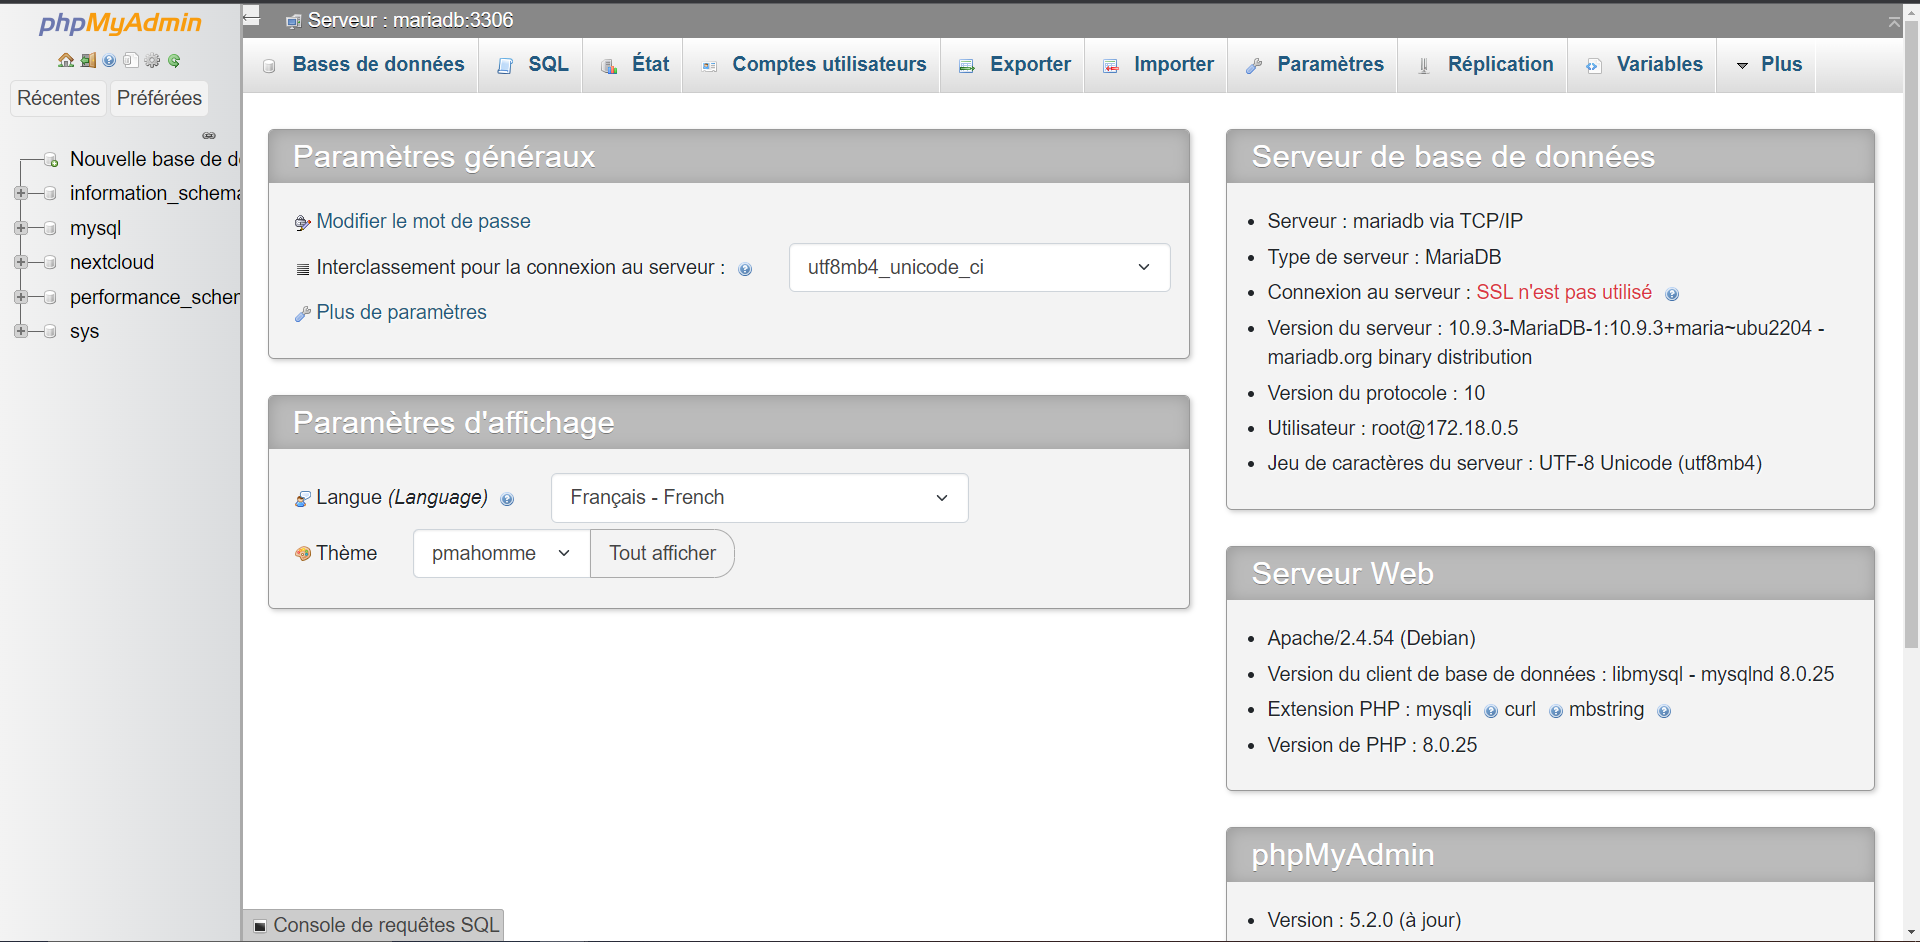 phpMyAdmin
Récentes
Préférées
Nouvelle base de d
information_schema
mysql
nextcloud
performance_scher
sys
Serveur : mariadb:3306
Bases de données
SQL
État
Comptes utilisateurs
Exporter
Importer
Paramètres
Réplication
Variables
Plus
Paramètres généraux
Modifier le mot de passe
Interclassement pour la connexion au serveur :
utf8mb4_unicode_ci
Plus de paramètres
Paramètres d'affichage
Langue (Language)
Français - French
Thème
pmahomme
Tout afficher
Serveur de base de données
Serveur : mariadb via TCP/IP
Type de serveur : MariaDB
Connexion au serveur : SSL n'est pas utilisé
Version du serveur : 10.9.3-MariaDB-1:10.9.3+maria~ubu2204 -
mariadb.org binary distribution
Version du protocole : 10
Utilisateur : root@172.18.0.5
Jeu de caractères du serveur : UTF-8 Unicode (utf8mb4)
Serveur Web
Apache/2.4.54 (Debian)
Version du client de base de données : libmysql - mysqlnd 8.0.25
Extension PHP : mysqli curl mbstring
Version de PHP : 8.0.25
phpMyAdmin
Version : 5.2.0 (à jour)
Console de requêtes SQL